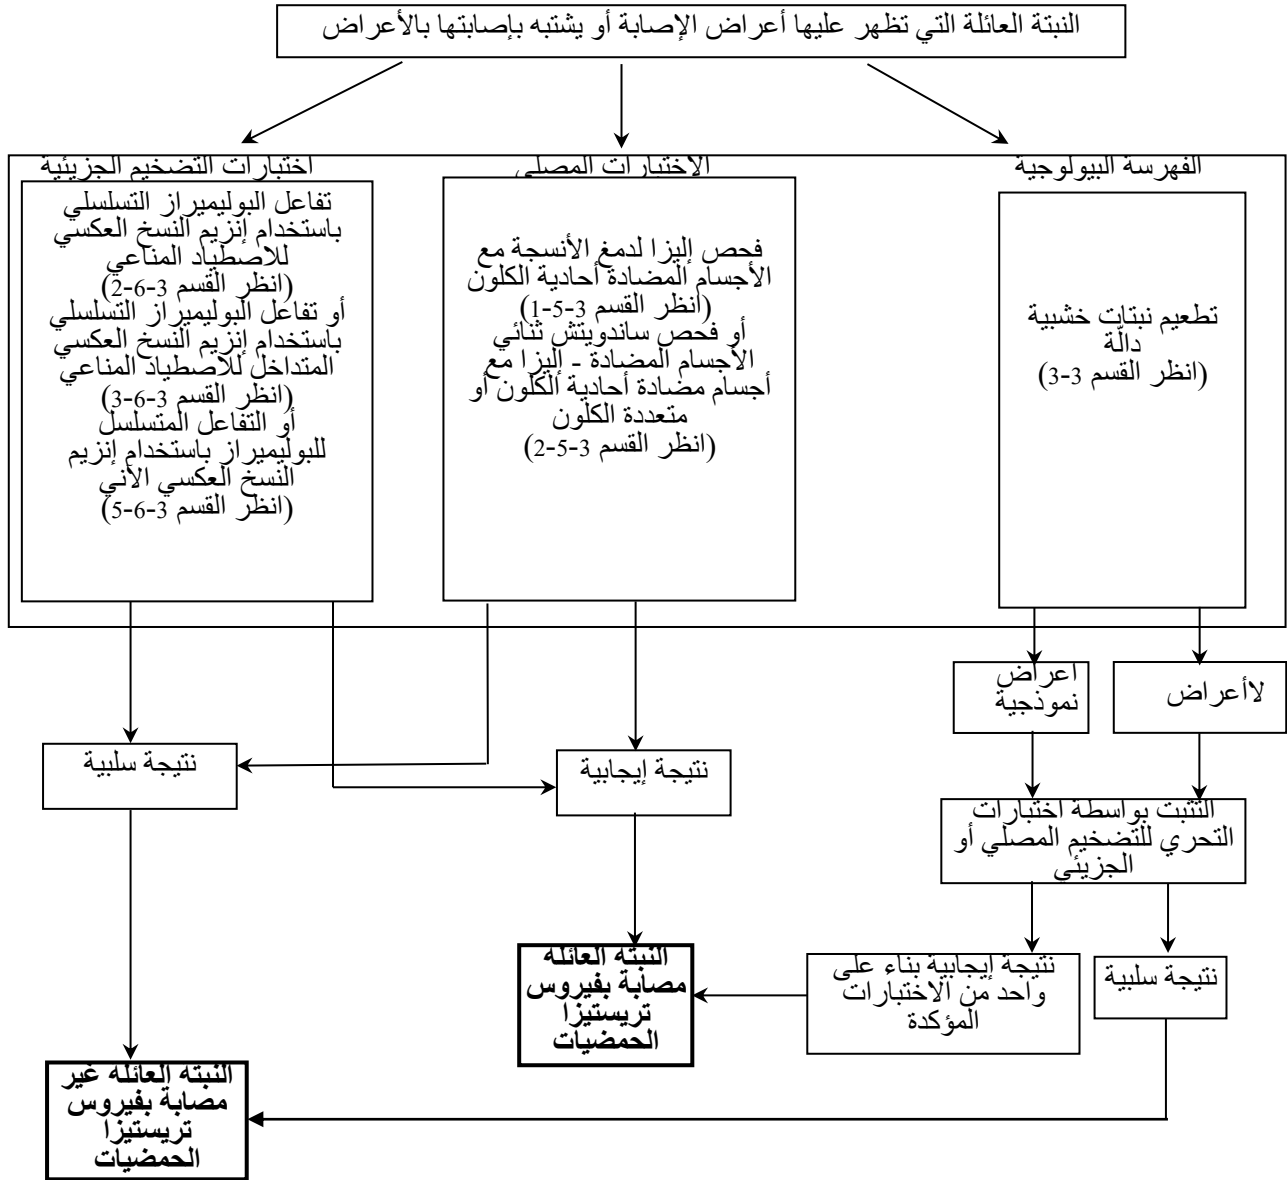 النبتة العائلة التي تظهر عليها أعراض الإصابة أو يشتبه بإصابتها بالأعراض
الفهرسة البيولوجية
تطعيم نبتات خشبية
دالّة
(انظر القسم 3-3)
الاختبارات المصلي
فحص إليزا لدمغ الأنسجة مع
الأجسام المضادة أحادية الكلون
(انظر القسم 3-5-1)
أو فحص ساندويتش ثنائي
الأجسام المضادة - إليزا مع
أجسام مضادة أحادية الكلون أو
متعددة الكلون
(انظر القسم 3-5-2)
اختبارات التضخيم الجزيئية
تفاعل البوليميراز التسلسلي
باستخدام إنزيم النسخ العكسي
للاصطياد المناعي
(انظر القسم 3-6-2)
أو تفاعل البوليميراز التسلسلي
باستخدام إنزيم النسخ العكسي
المتداخل للاصطياد المناعي
(انظر القسم 3-6-3)
أو التفاعل المتسلسل
للبوليميراز باستخدام إنزيم
النسخ العكسي الآني
(انظر القسم 3-6-5)
لاأعراض
اعراض
نموذجية
نتيجة إيجابية
نتيجة سلبية
التثبت بواسطة اختبارات
التحري للتضخيم المصلي أو
الجزيئي
نتيجة سلبية
نتيجة إيجابية بناء على
واحد من الاختبارات
المؤكدة
النبتة العائلة
مصابة بفيروس
تريستيزا
الحمضيات
النبتة العائلة غير
مصابة بفيروس
تريستيزا
الحمضيات